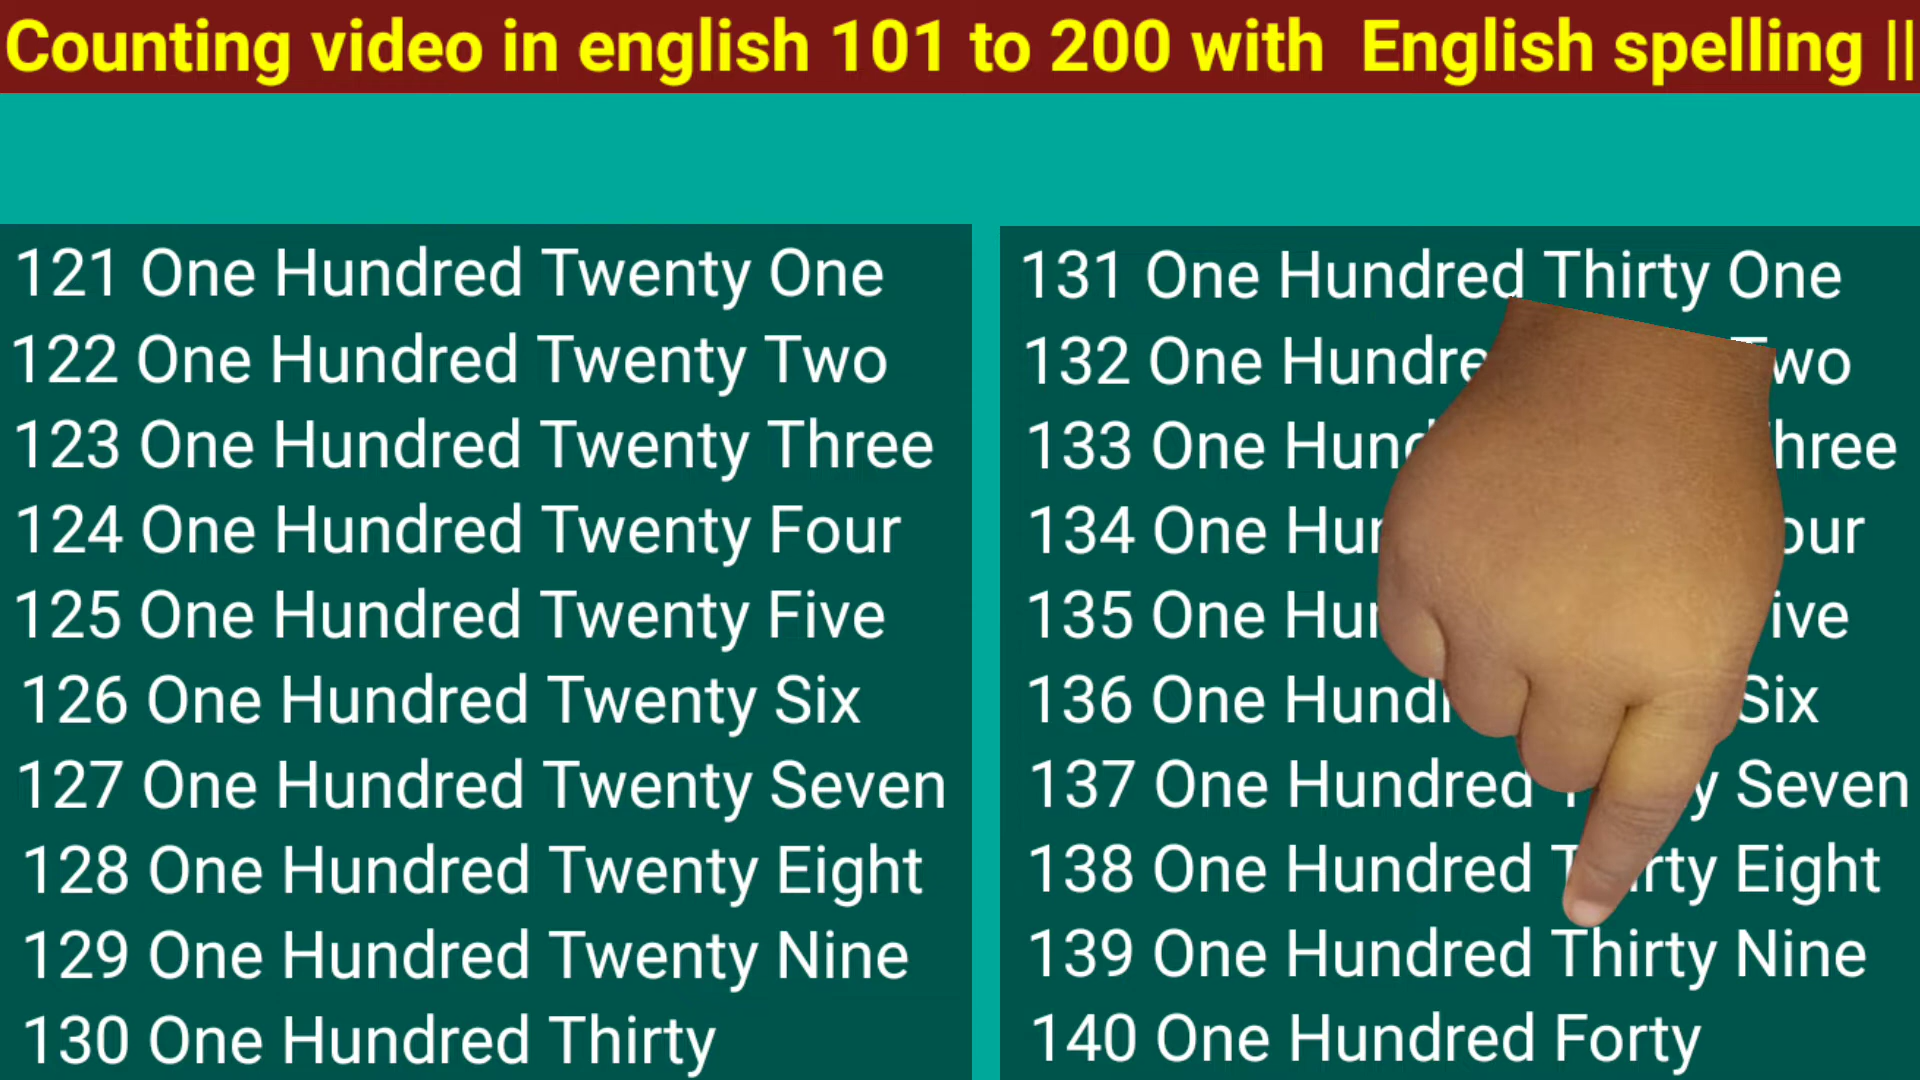 Counting video in english 101 to 200 with English spelling ||
121 One Hundred Twenty One
122 One Hundred Twenty Two
123 One Hundred Twenty Three
124 One Hundred Twenty Four
125 One Hundred Twenty Five
126 One Hundred Twenty Six
127 One Hundred Twenty Seven
128 One Hundred Twenty Eight
129 One Hundred Twenty Nine
130 One Hundred Thirty
131 One Hundred Thirty One
132 One
133 One
134 One
135 One
136 One Six
137 One Hundred Seven
138 One Hundred Eight
139 One Hundred Thirty Nine
140 One Hundred Forty